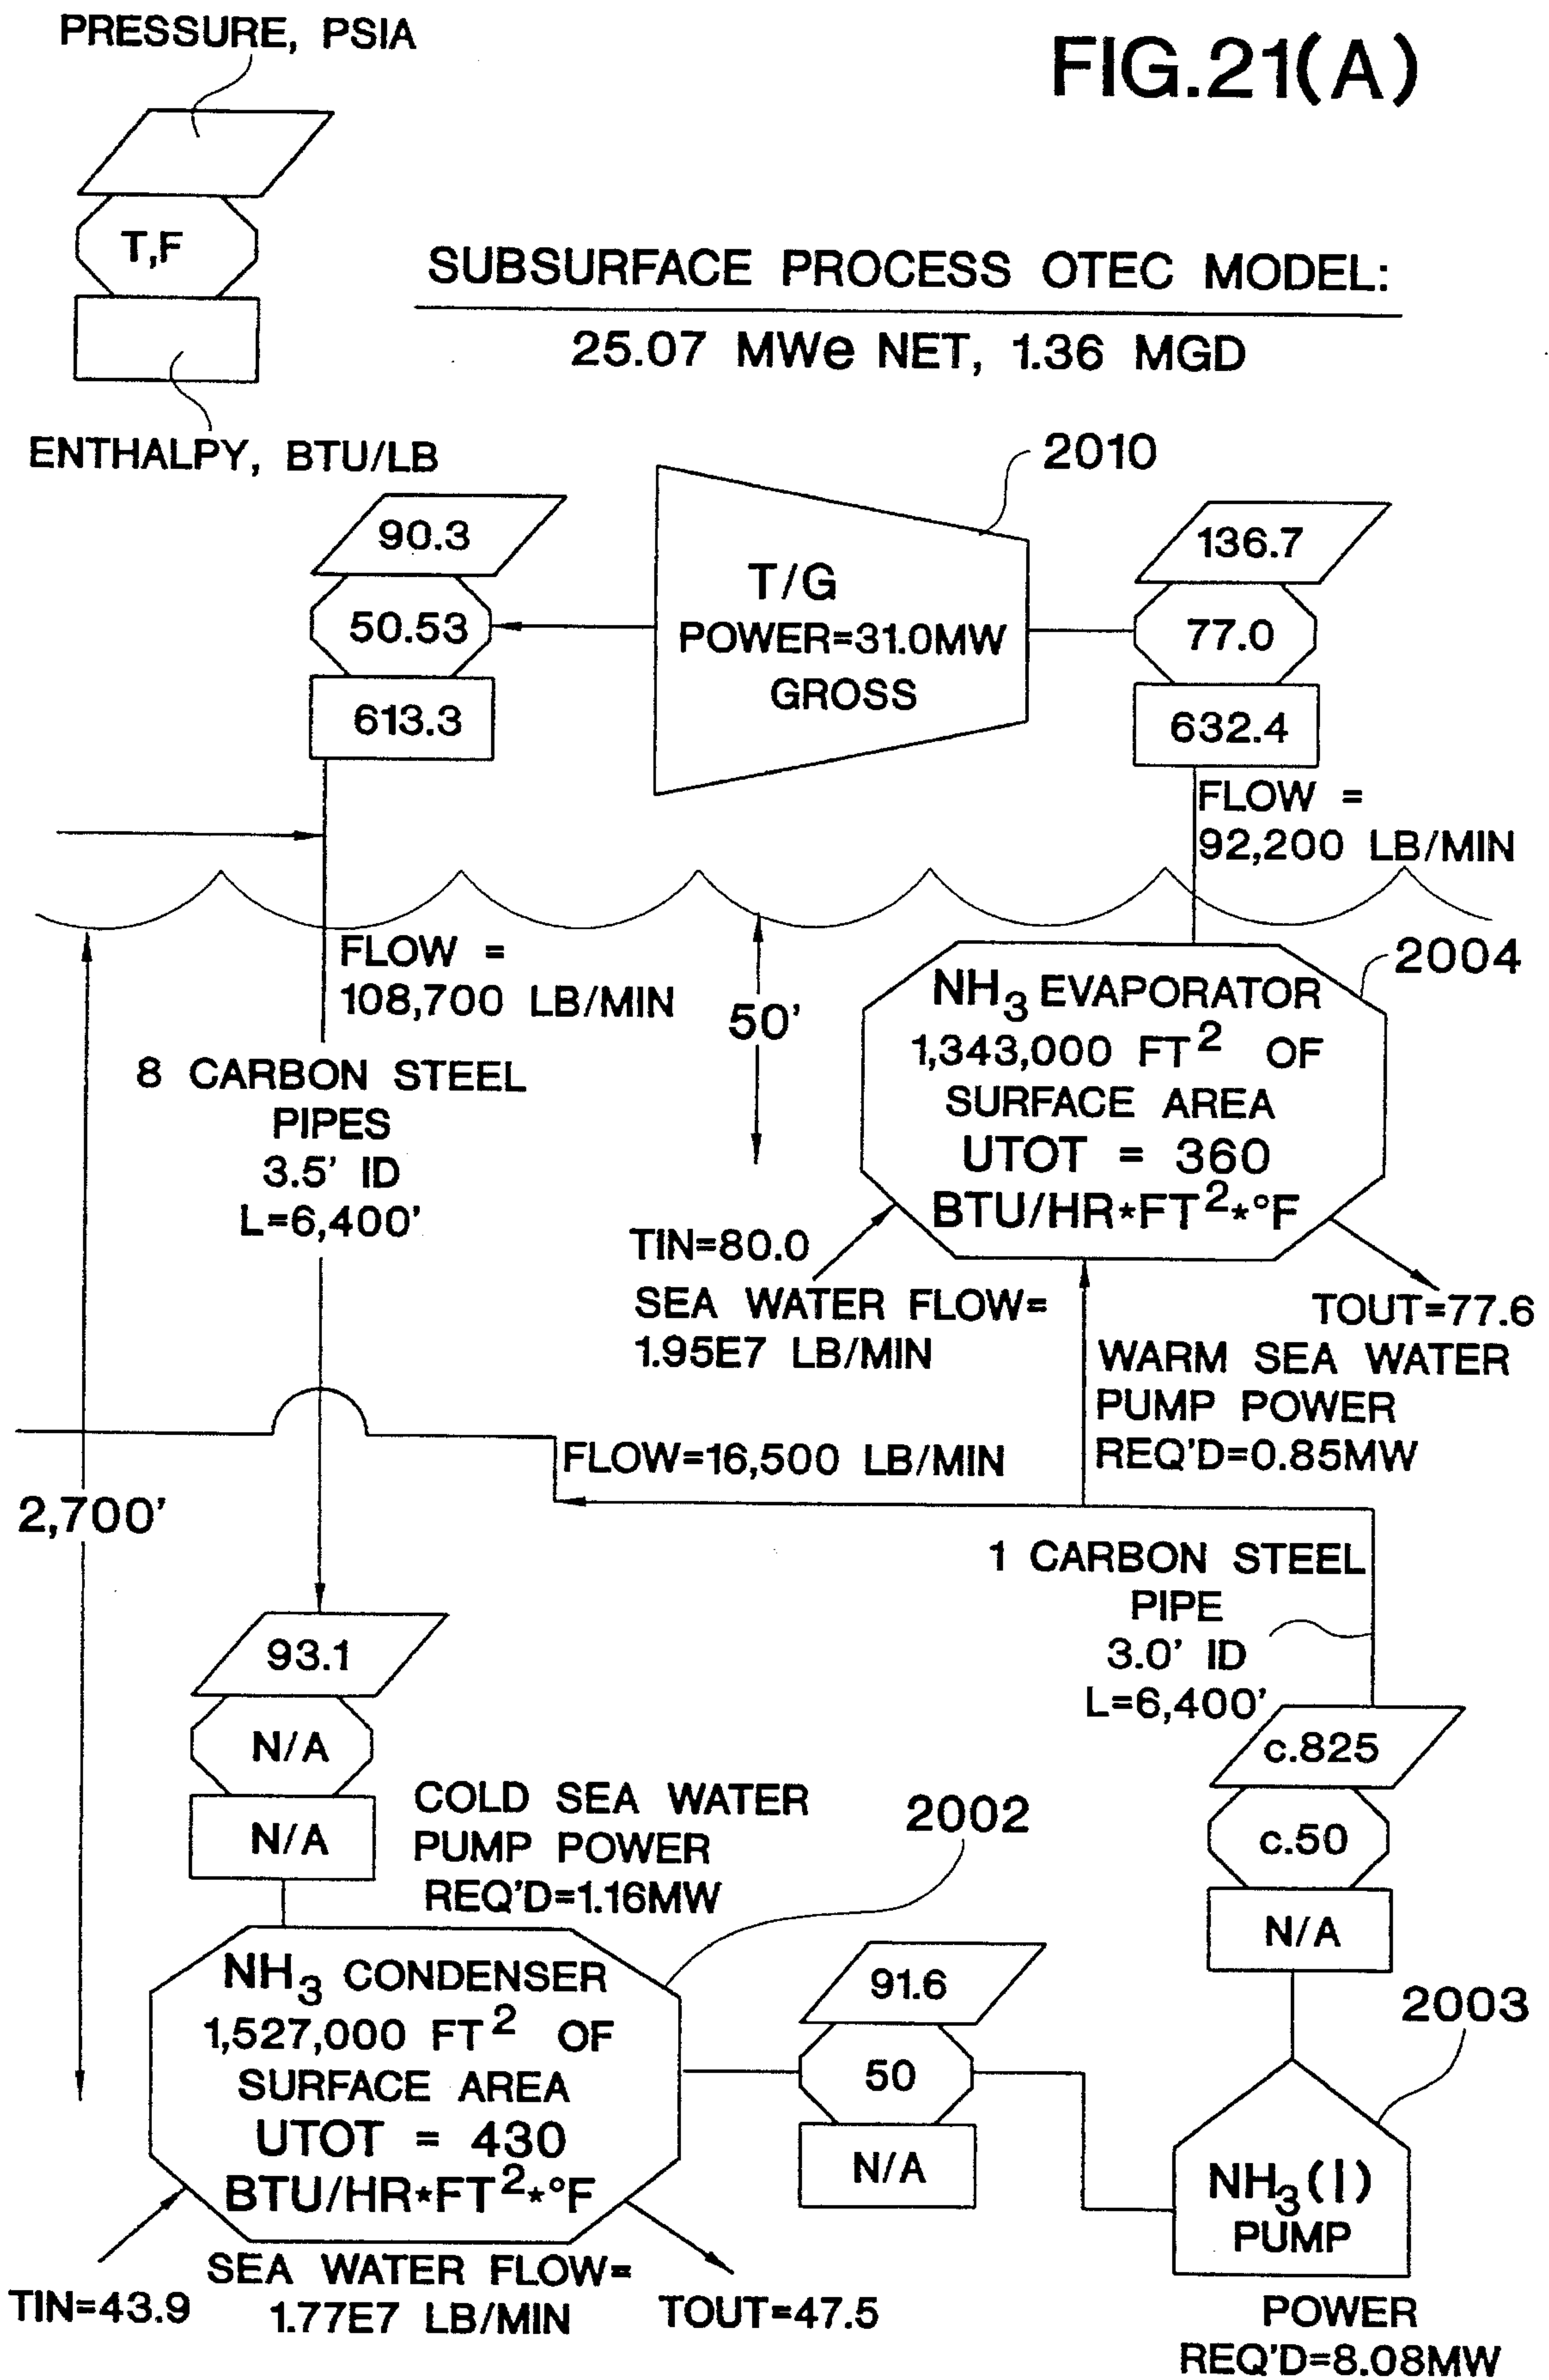 PRESSURE, PSIA
FIG.21(A)
T,F
SUBSURFACE PROCESS OTEC MODEL:
25.07 MWe NET, 1.36 MGD
ENTHALPY, BTU/LB
2010
90.3
50.53
613.3
T/G
POWER=31.0MW
GROSS
136.7
77.0
632.4
FLOW =
92,200 LB/MIN
FLOW =
108,700 LB/MIN
50'
2004
NH3 EVAPORATOR
1,343,000 FT2 OF
SURFACE AREA
UTOT = 360
BTU/HR*FT2*°F
8 CARBON STEEL
PIPES
3.5' ID
L=6,400'
TIN=80.0
SEA WATER FLOW=
1.95E7 LB/MIN
TOUT=77.6
WARM SEA WATER
PUMP POWER
REQ'D=0.85MW
FLOW=16,500 LB/MIN
2,700'
1 CARBON STEEL
PIPE
3.0' ID
L=6,400'
93.1
N/A
N/A
c.825
c.50
N/A
COLD SEA WATER
PUMP POWER
REQ'D=1.16MW
2002
NH3 CONDENSER
1,527,000 FT2 OF
SURFACE AREA
UTOT = 430
BTU/HR*FT2*°F
91.6
50
N/A
2003
NH3(l)
PUMP
TIN=43.9
SEA WATER FLOW=
1.77E7 LB/MIN
TOUT=47.5
POWER
REQ'D=8.08MW